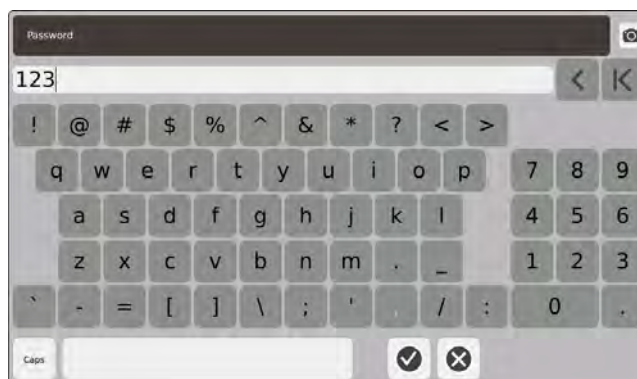 Password
123
! @ # $ % ^ & * ? < >
q w e r t y u i o p 7 8 9
a s d f g h j k l 4 5 6
z x c v b n m . _ 1 2 3
` - = [ ] \ ; ' , / : 0 .
Caps